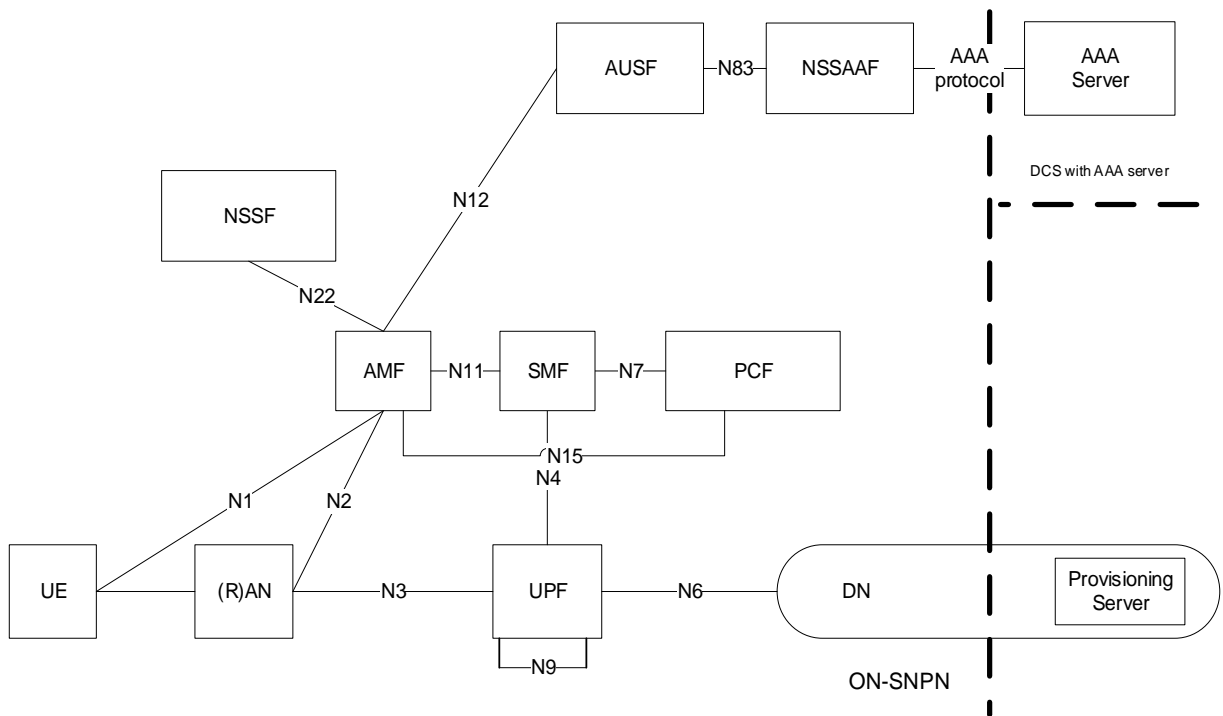 AUSF
N83
NSSAAF
AAA
protocol
AAA
Server
DCS with AAA server
N12
NSSF
N22
AMF
N11
SMF
N7
PCF
N15
N4
N1
N2
UE
(R)AN
N3
UPF
N6
DN
Provisioning
Server
N9
ON-SNPN